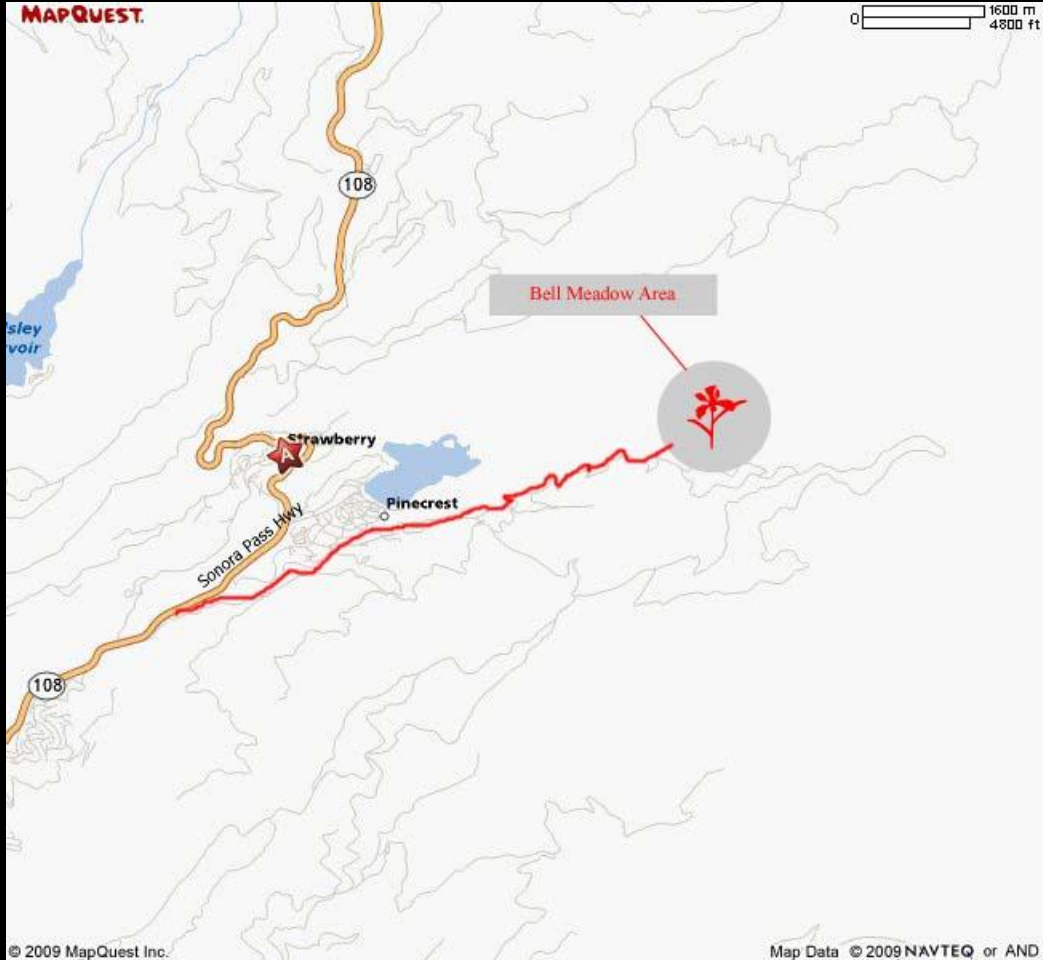 MAPQUEST.
0
1600 m
4800 ft
108
Bell Meadow Area
sley
voir
Strawberry
A
Pinecrest
Sonora Pass Hwy
108
© 2009 MapQuest Inc.
Map Data © 2009 NAVTEQ or AND